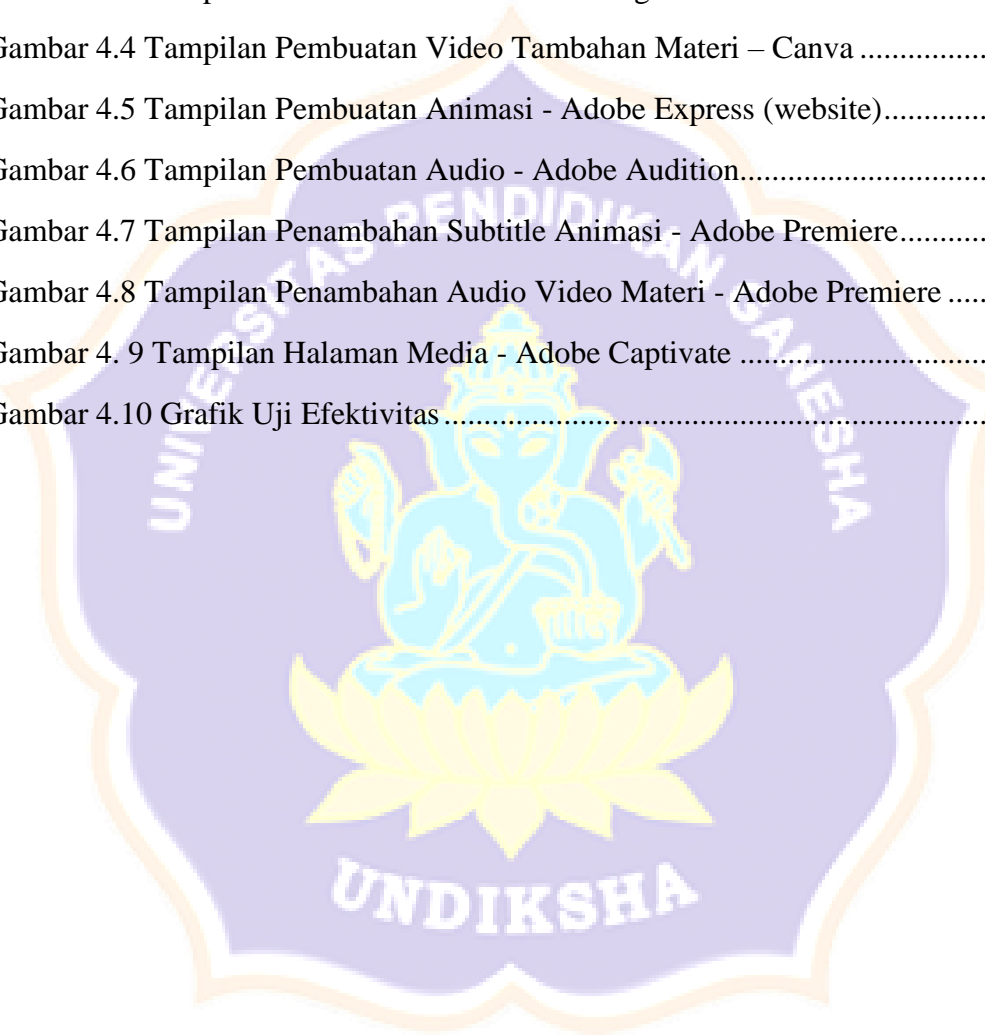 Gambar 4.4 Tampilan Pembuatan Video Tambahan Materi – Canva ................
Gambar 4.5 Tampilan Pembuatan Animasi - Adobe Express (website).............
Gambar 4.6 Tampilan Pembuatan Audio - Adobe Audition...............................
Gambar 4.7 Tampilan Penambahan Subtitle Animasi - Adobe Premiere...........
Gambar 4.8 Tampilan Penambahan Audio Video Materi - Adobe Premiere .....
Gambar 4. 9 Tampilan Halaman Media - Adobe Captivate ...............................
Gambar 4.10 Grafik Uji Efektivitas....................................................................
UNIVERSITAS PENDIDIKAN GANESHA
UNDIKSHA